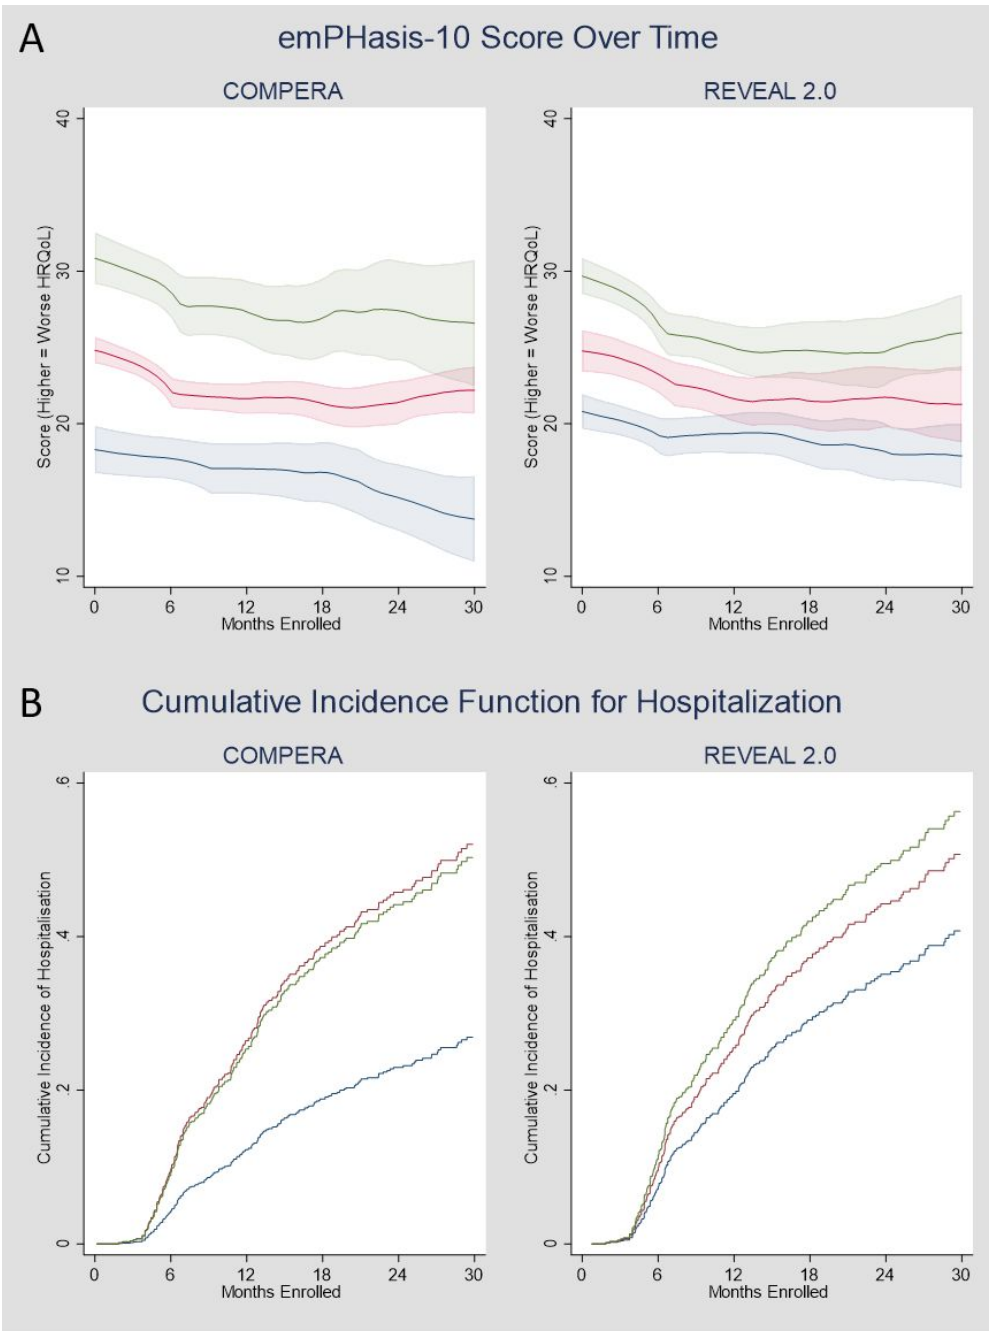 A
emPHasis-10 Score Over Time
COMPERA
Score (Higher = Worse HRQoL)
40
30
20
10
0 6 12 18 24 30
Months Enrolled
REVEAL 2.0
Score (Higher = Worse HRQoL)
40
30
20
10
0 6 12 18 24 30
Months Enrolled
B
Cumulative Incidence Function for Hospitalization
COMPERA
Cumulative Incidence of Hospitalisation
.6
.4
.2
0
0 6 12 18 24 30
Months Enrolled
REVEAL 2.0
Cumulative Incidence of Hospitalisation
.6
.4
.2
0
0 6 12 18 24 30
Months Enrolled